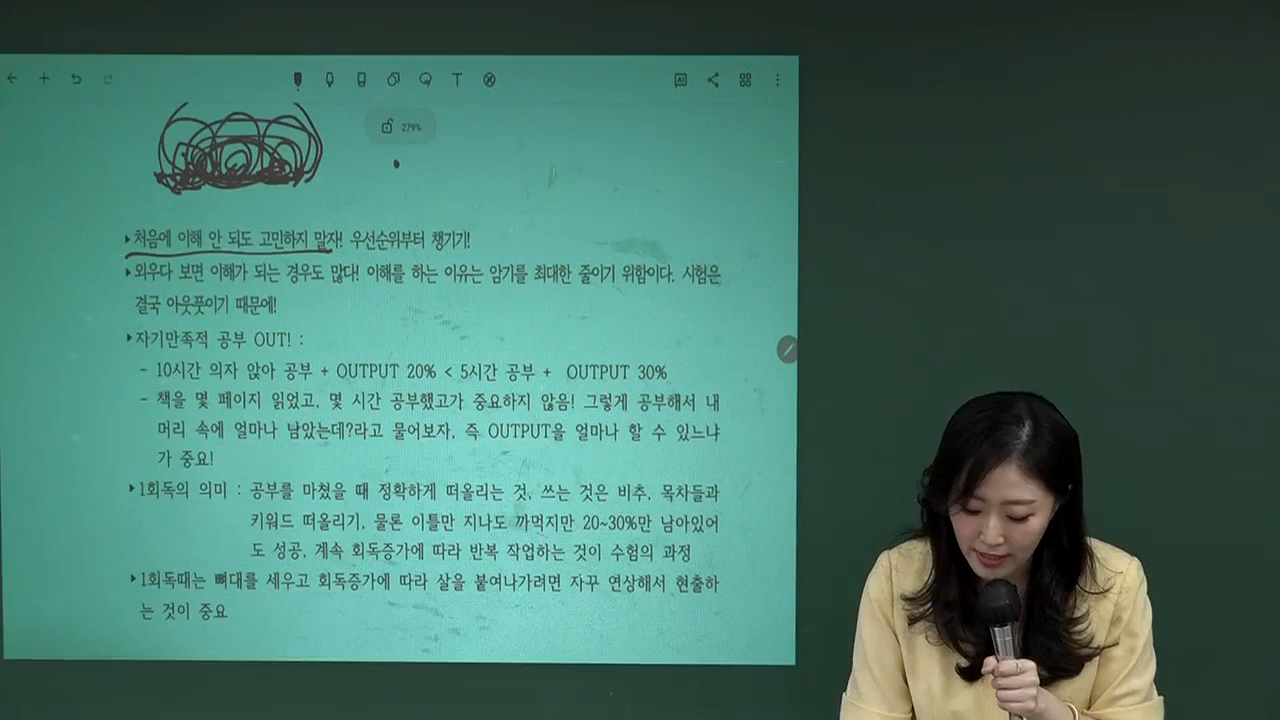 279%
▸처음에 이해 안 되도 고민하지 말자! 우선순위부터 챙기기!
▸외우다 보면 이해가 되는 경우도 많다! 이해를 하는 이유는 암기를 최대한 줄이기 위함이다. 시험은
결국 아웃풋이기 때문에!
▸자기만족적 공부 OUT! :
- 10시간 의자 앉아 공부 + OUTPUT 20% < 5시간 공부 + OUTPUT 30%
- 책을 몇 페이지 읽었고, 몇 시간 공부했고가 중요하지 않음! 그렇게 공부해서 내
머리 속에 얼마나 남았는데?라고 물어보자. 즉 OUTPUT을 얼마나 할 수 있느냐
가 중요!
▸1회독의 의미 : 공부를 마쳤을 때 정확하게 떠올리는 것, 쓰는 것은 비추, 목차들과
키워드 떠올리기, 물론 이틀만 지나도 까먹지만 20~30%만 남아있어
도 성공, 계속 회독증가에 따라 반복 작업하는 것이 수험의 과정
▸1회독때는 뼈대를 세우고 회독증가에 따라 살을 붙여나가려면 자꾸 연상해서 현출하
는 것이 중요